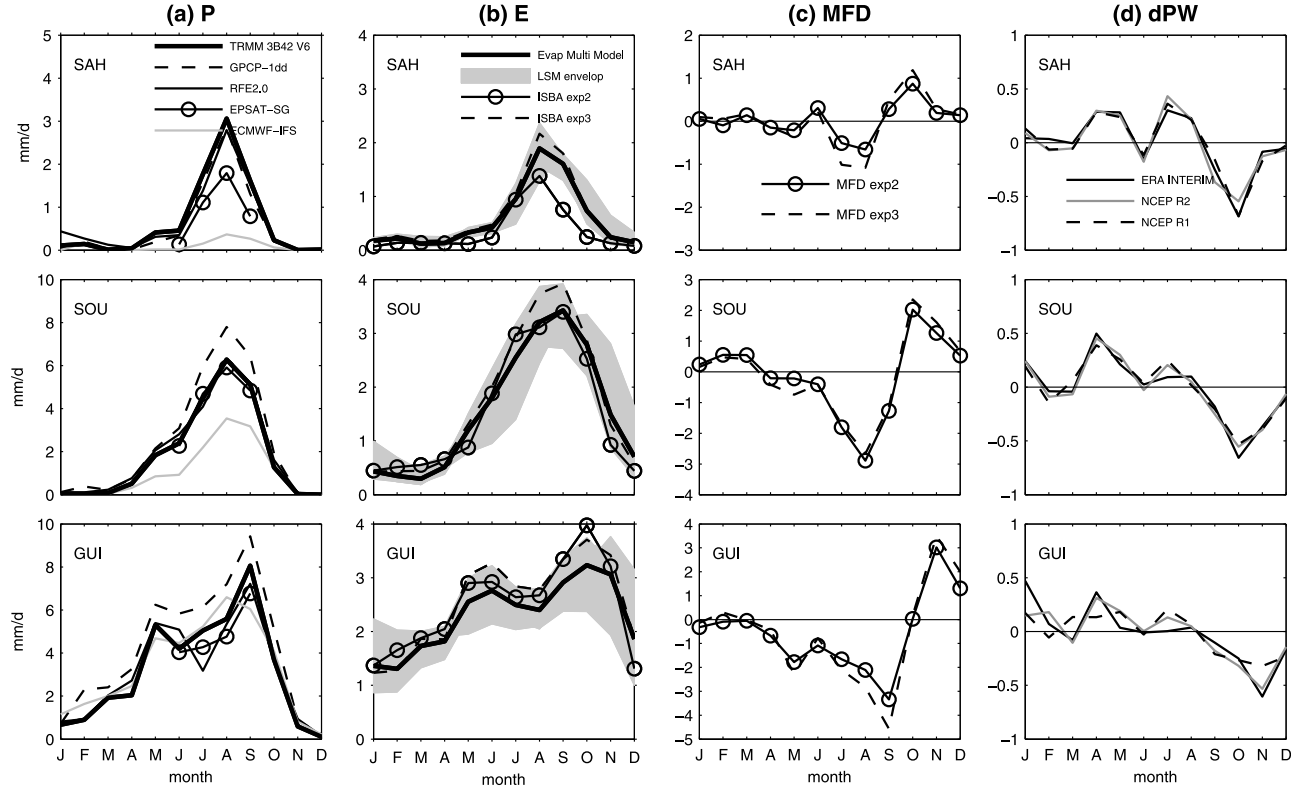 (a) P
(b) E
(c) MFD
(d) dPW
5
4
3
2
1
0
mm/d
SAH
TRMM 3B42 V6
GPCP-1dd
RFE2.0
EPSAT-SG
ECMWF-IFS
4
3
2
1
0
SAH
Evap Multi Model
LSM envelop
ISBA exp2
ISBA exp3
2
1
0
-1
-2
-3
SAH
MFD exp2
MFD exp3
1
0.5
0
-0.5
-1
SAH
ERA INTERIM
NCEP R2
NCEP R1
10
8
6
4
2
0
mm/d
SOU
4
3
2
1
0
SOU
3
2
1
0
-1
-2
-3
-4
SOU
1
0.5
0
-0.5
-1
SOU
10
8
6
4
2
0
mm/d
GUI
J F M A M J J A S O N D
month
4
3
2
1
0
GUI
J F M A M J J A S O N D
month
4
3
2
1
0
-1
-2
-3
-4
-5
GUI
J F M A M J J A S O N D
month
1
0.5
0
-0.5
-1
GUI
J F M A M J J A S O N D
month